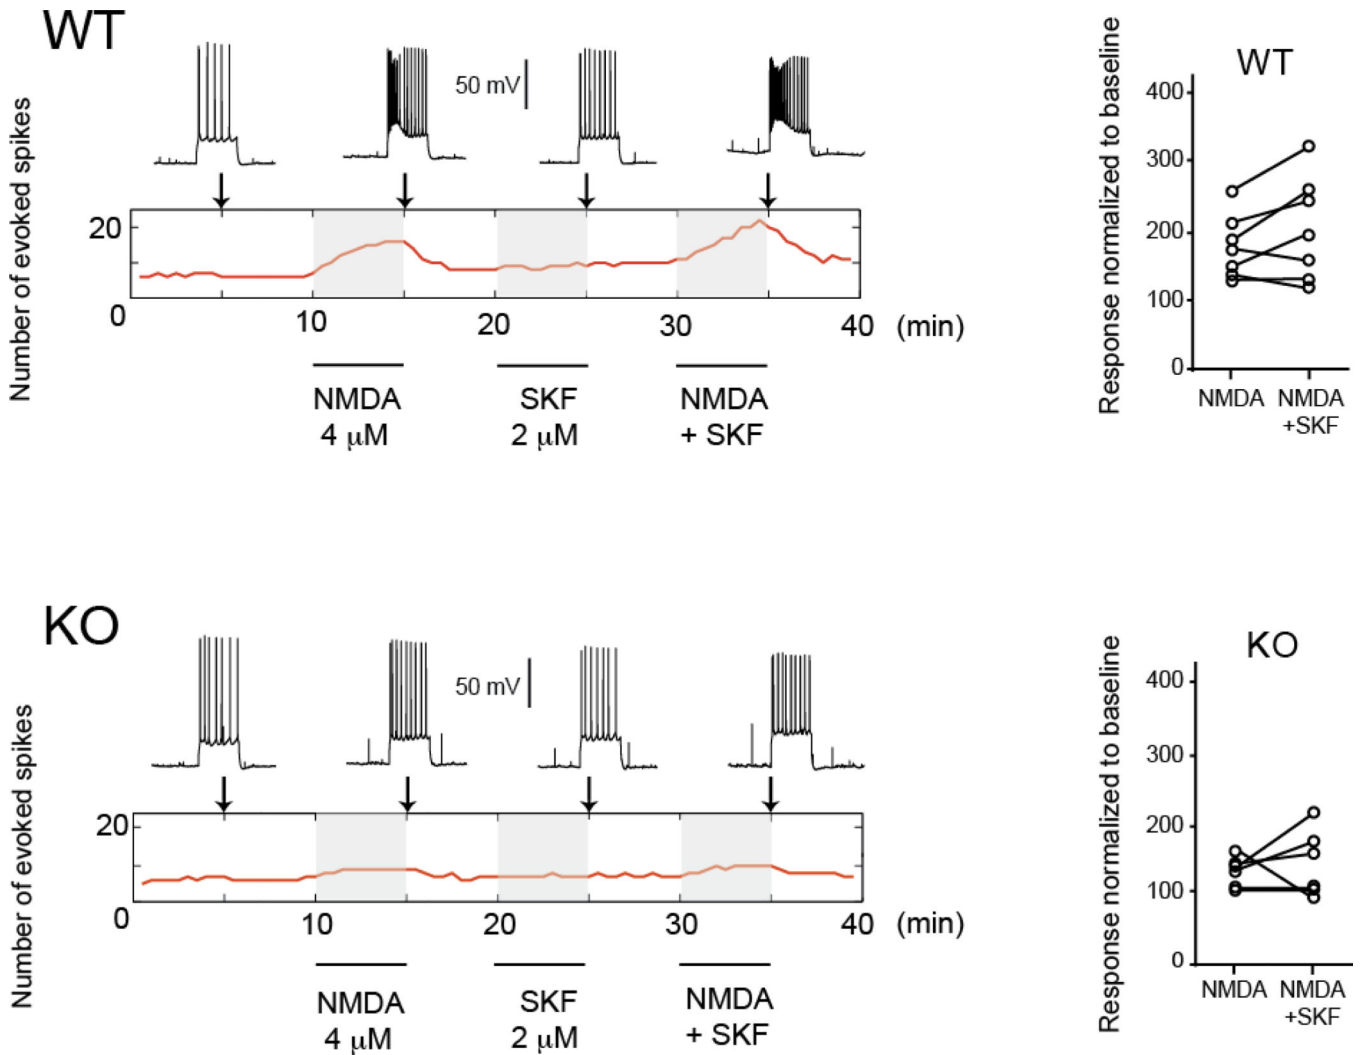 WT
Number of evoked spikes
50 mV
20
0
10
20
30
40
(min)
NMDA
4 μM
SKF
2 μM
NMDA
+ SKF
Response normalized to baseline
WT
400
300
200
100
0
NMDA
NMDA
+SKF
KO
Number of evoked spikes
50 mV
20
0
10
20
30
40
(min)
NMDA
4 μM
SKF
2 μM
NMDA
+ SKF
Response normalized to baseline
KO
400
300
200
100
0
NMDA
NMDA
+SKF